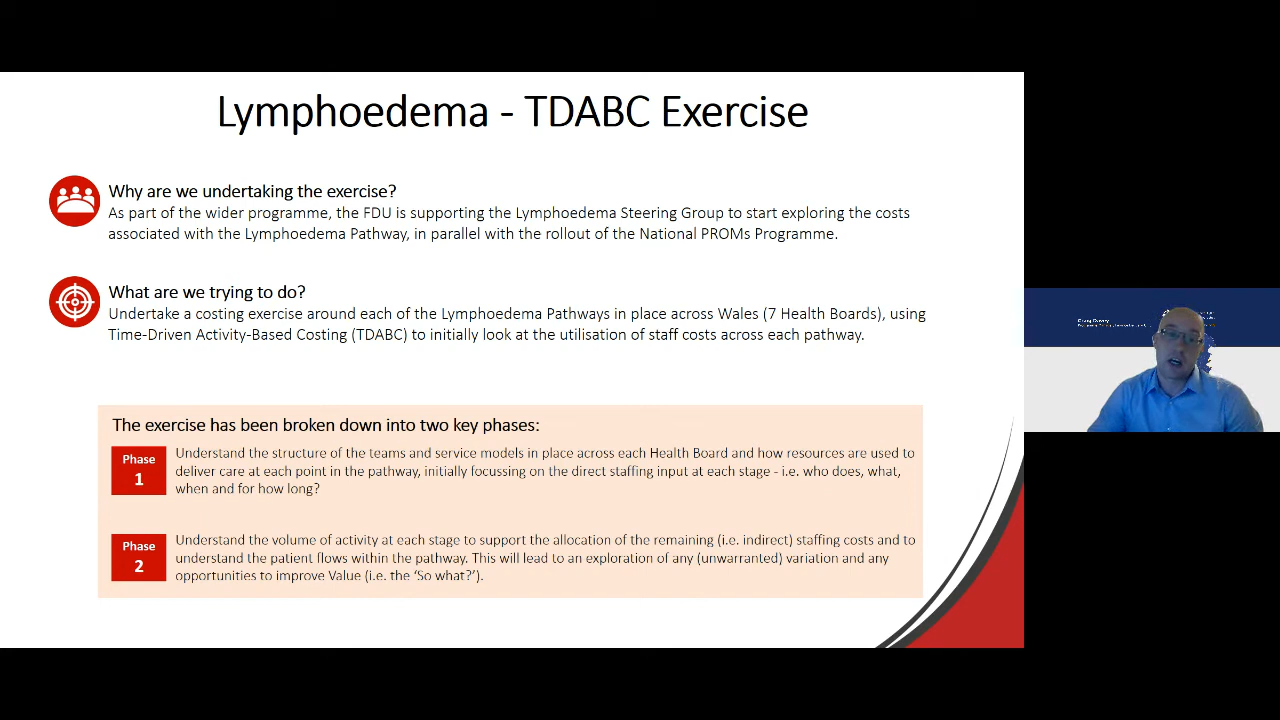 Lymphoedema - TDABC Exercise
Why are we undertaking the exercise?
As part of the wider programme, the FDU is supporting the Lymphoedema Steering Group to start exploring the costs
associated with the Lymphoedema Pathway, in parallel with the rollout of the National PROMs Programme.
What are we trying to do?
Undertake a costing exercise around each of the Lymphoedema Pathways in place across Wales (7 Health Boards), using
Time-Driven Activity-Based Costing (TDABC) to initially look at the utilisation of staff costs across each pathway.
The exercise has been broken down into two key phases:
Phase
1
Understand the structure of the teams and service models in place across each Health Board and how resources are used to
deliver care at each point in the pathway, initially focussing on the direct staffing input at each stage - i.e. who does, what,
when and for how long?
Phase
2
Understand the volume of activity at each stage to support the allocation of the remaining (i.e. indirect) staffing costs and to
understand the patient flows within the pathway. This will lead to an exploration of any (unwarranted) variation and any
opportunities to improve Value (i.e. the ‘So what?’).